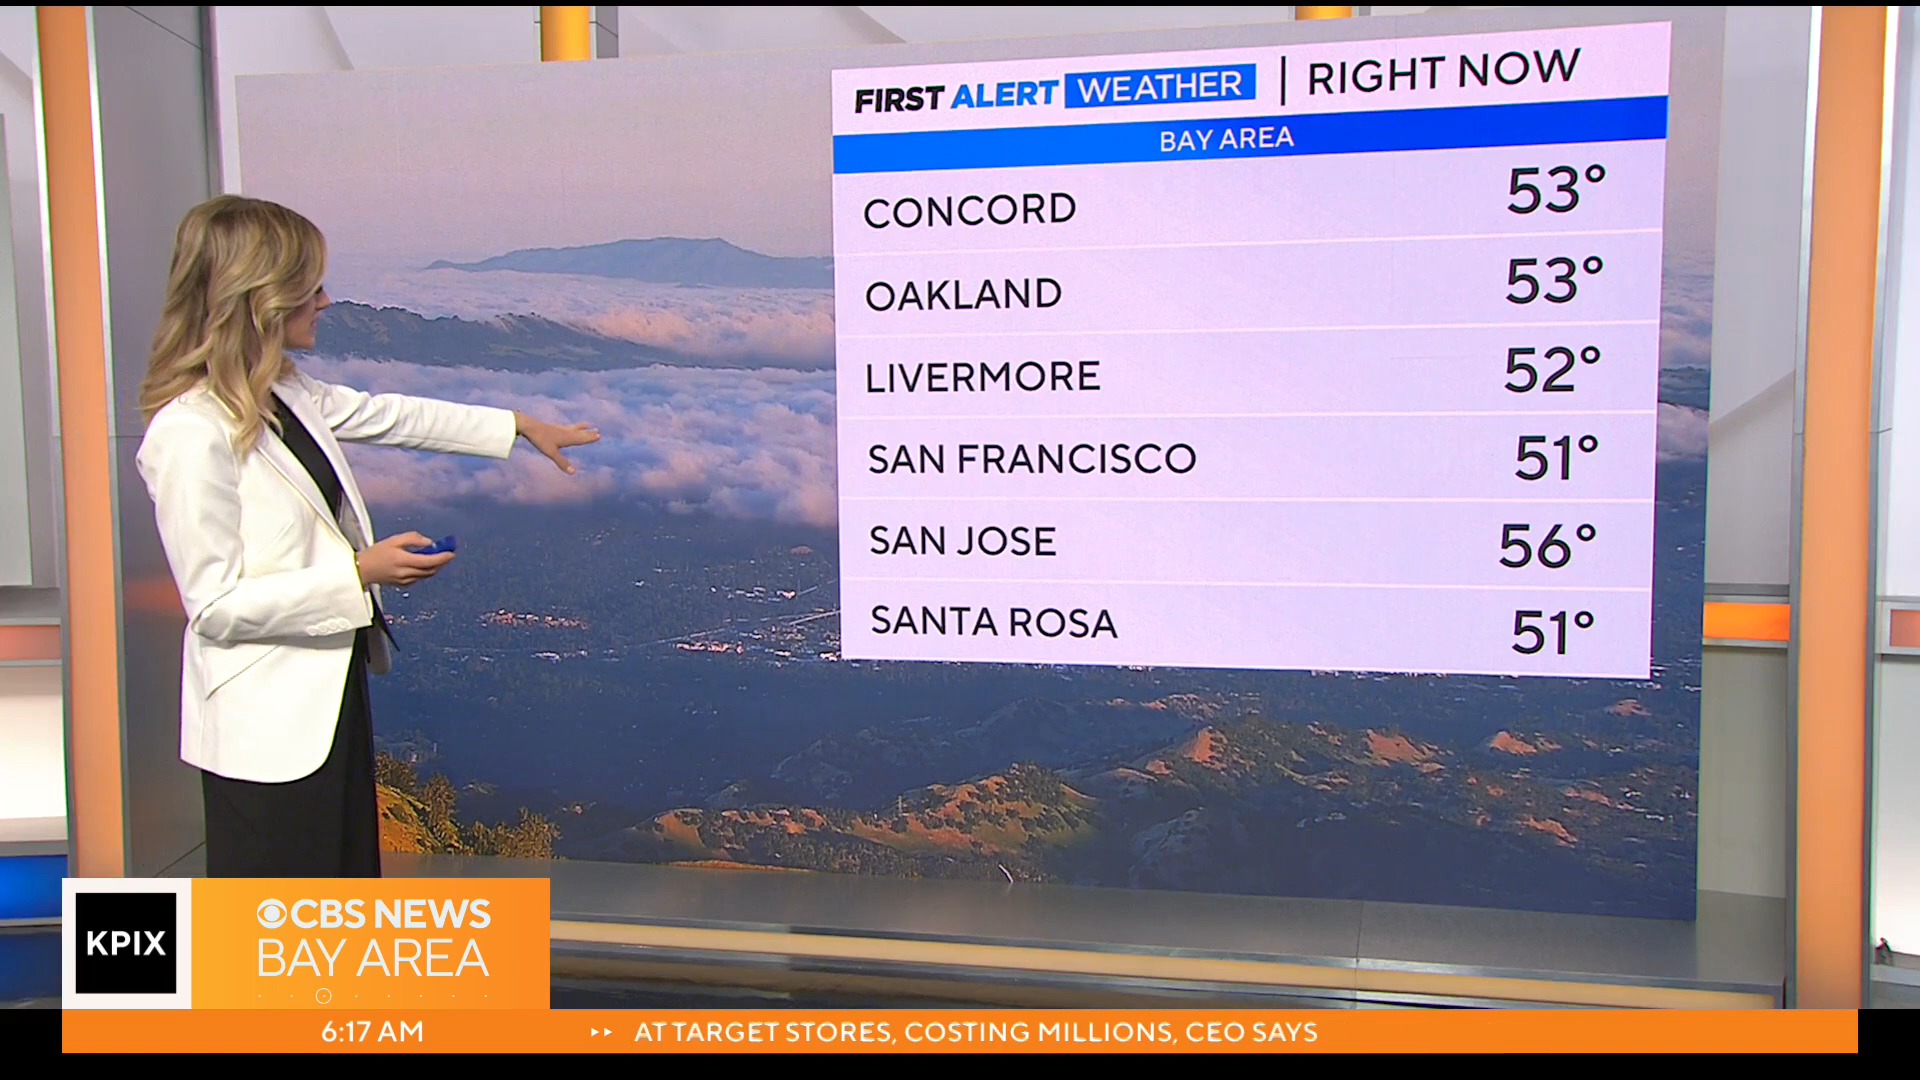 FIRST ALERT WEATHER | RIGHT NOW
BAY AREA
CONCORD 53°
OAKLAND 53°
LIVERMORE 52°
SAN FRANCISCO 51°
SAN JOSE 56°
SANTA ROSA 51°
KPIX
CBS NEWS
BAY AREA
6:17 AM AT TARGET STORES, COSTING MILLIONS, CEO SAYS